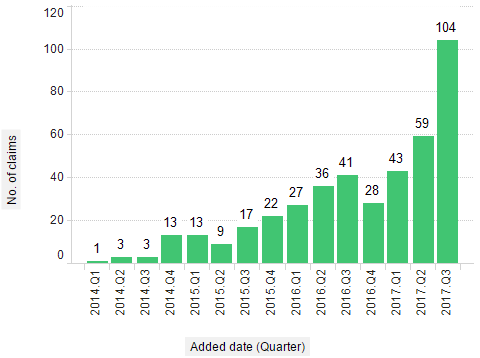 120
100
80
60
40
20
0
No. of claims
1
3
3
13
13
9
17
22
27
36
41
28
43
59
104
2014.Q1
2014.Q2
2014.Q3
2014.Q4
2015.Q1
2015.Q2
2015.Q3
2015.Q4
2016.Q1
2016.Q2
2016.Q3
2016.Q4
2017.Q1
2017.Q2
2017.Q3
Added date (Quarter)